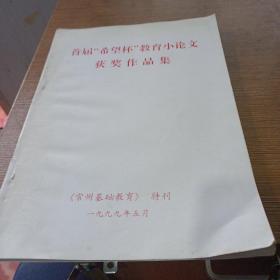 首届“希望杯”教育小论文
获奖作品集
《常州基础教育》 特刊
一九九九年五月